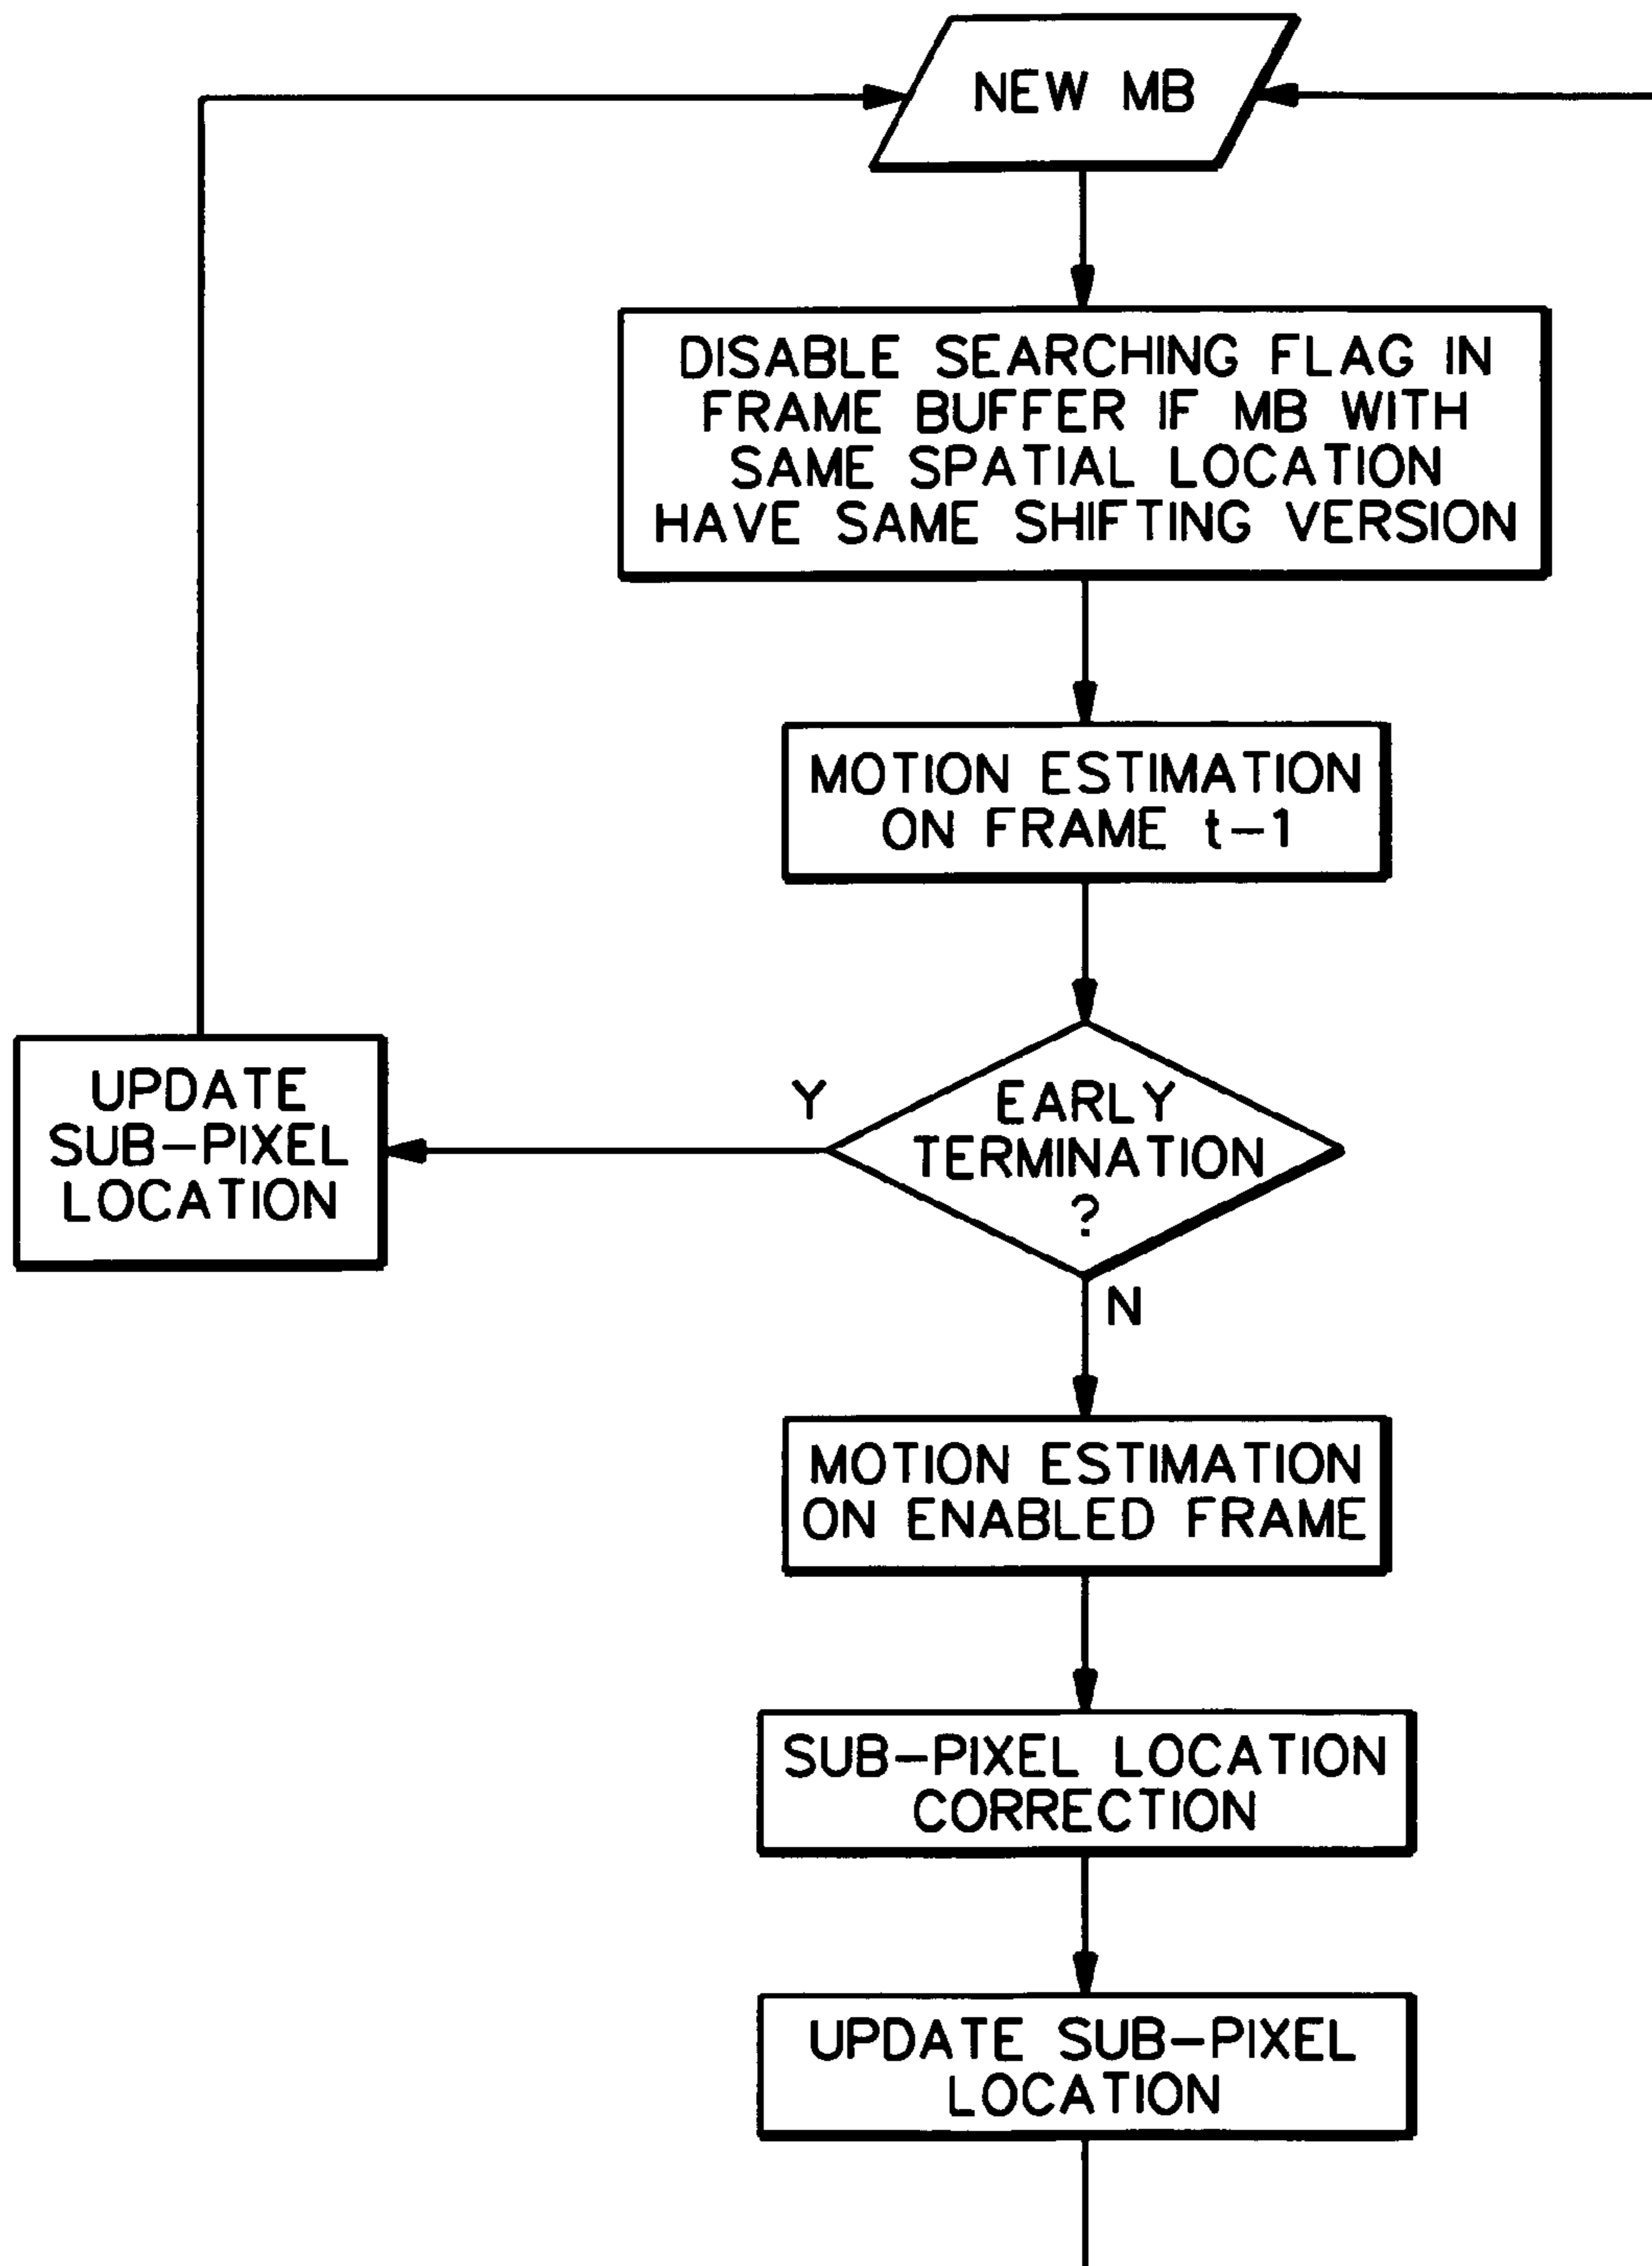 NEW MB
DISABLE SEARCHING FLAG IN
FRAME BUFFER IF MB WITH
SAME SPATIAL LOCATION
HAVE SAME SHIFTING VERSION
MOTION ESTIMATION
ON FRAME t-1
EARLY
TERMINATION
?
Y
UPDATE
SUB-PIXEL
LOCATION
N
MOTION ESTIMATION
ON ENABLED FRAME
SUB-PIXEL LOCATION
CORRECTION
UPDATE SUB-PIXEL
LOCATION